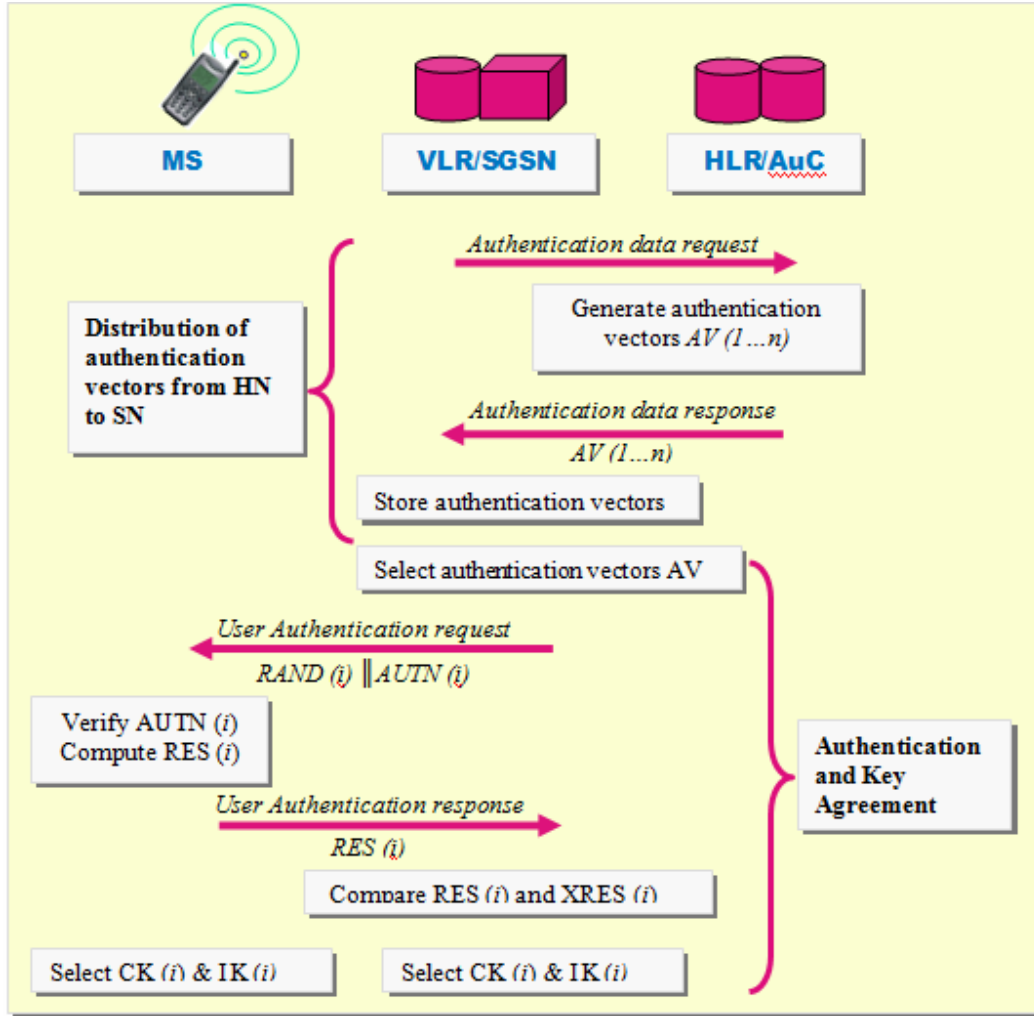 MS
VLR/SGSN
HLR/AuC
Authentication data request
Generate authentication
vectors AV (1…n)
Distribution of
authentication
vectors from HN
to SN
Authentication data response
AV (1…n)
Store authentication vectors
Select authentication vectors AV
User Authentication request
RAND (i) ║ AUTN (i)
Verify AUTN (i)
Compute RES (i)
Authentication
and Key
Agreement
User Authentication response
RES (i)
Compare RES (i) and XRES (i)
Select CK (i) & IK (i)
Select CK (i) & IK (i)